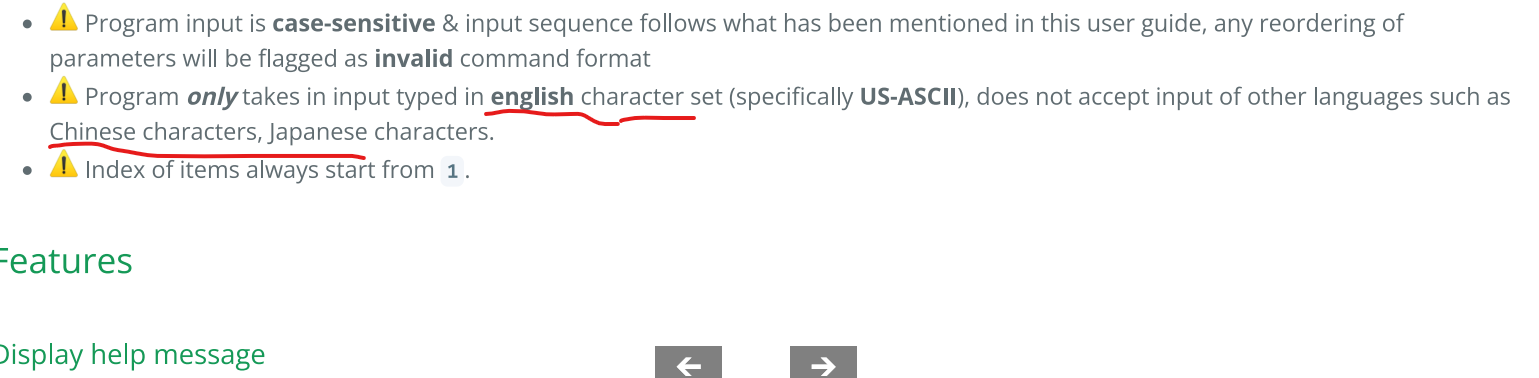 Program input is case-sensitive & input sequence follows what has been mentioned in this user guide, any reordering of
parameters will be flagged as invalid command format
Program only takes in input typed in english character set (specifically US-ASCII), does not accept input of other languages such as
Chinese characters, Japanese characters.
Index of items always start from 1.
Features
Display help message